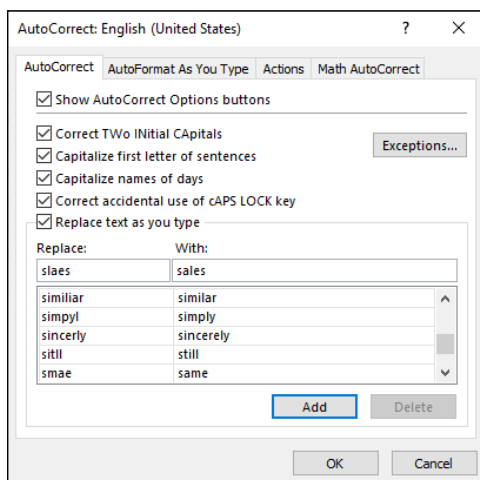 AutoCorrect: English (United States) ?
AutoCorrect AutoFormat As You Type Actions Math AutoCorrect
Show AutoCorrect Options buttons
Correct TWo INitial CApitals
Exceptions...
Capitalize first letter of sentences
Capitalize names of days
Correct accidental use of cAPS LOCK key
Replace text as you type
Replace: With:
slaes sales
similiar similar
simpyl simply
sincerly sincerely
sitll still
smae same
Add Delete
OK Cancel